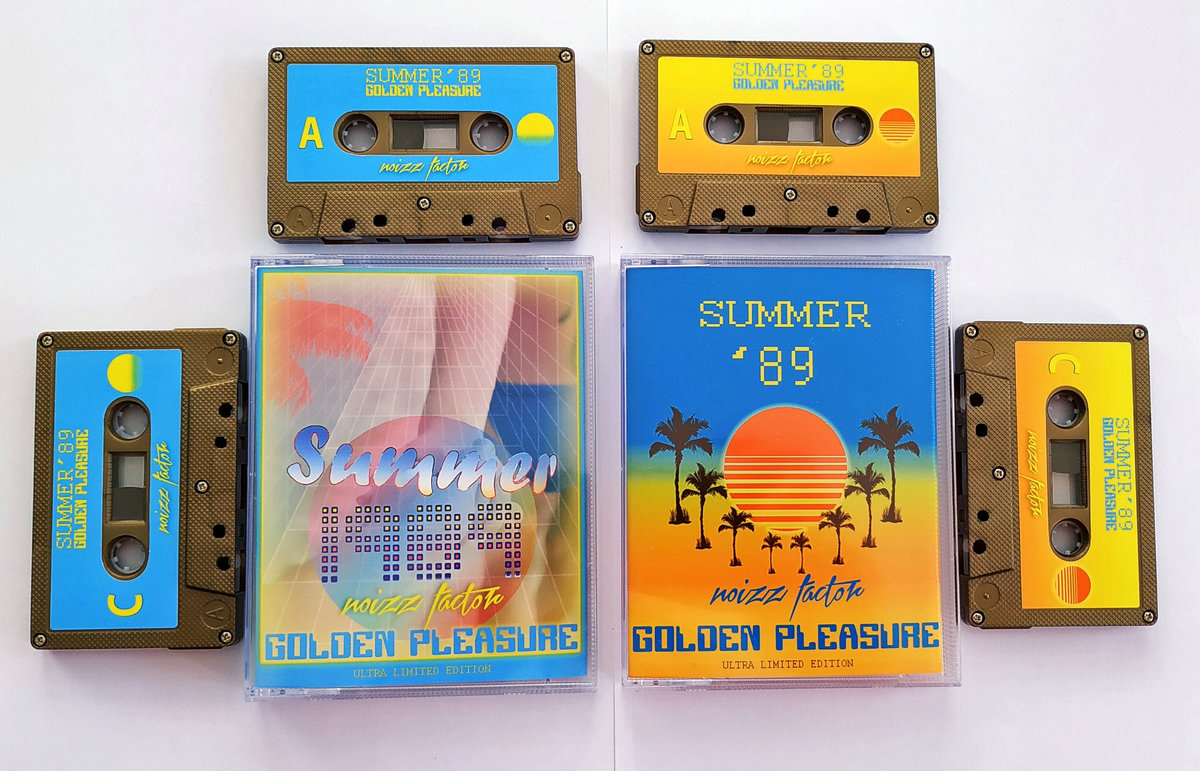 SUMMER '89
GOLDEN PLEASURE
A
noizz factor
SUMMER '89
GOLDEN PLEASURE
A
noizz factor
A
A
SUMMER '89
GOLDEN PLEASURE
noizz factor
C
A
Summer
1989
noizz factor
GOLDEN PLEASURE
ULTRA LIMITED EDITION
SUMMER
'89
noizz factor
GOLDEN PLEASURE
ULTRA LIMITED EDITION
A
C
SUMMER '89
GOLDEN PLEASURE
noizz factor